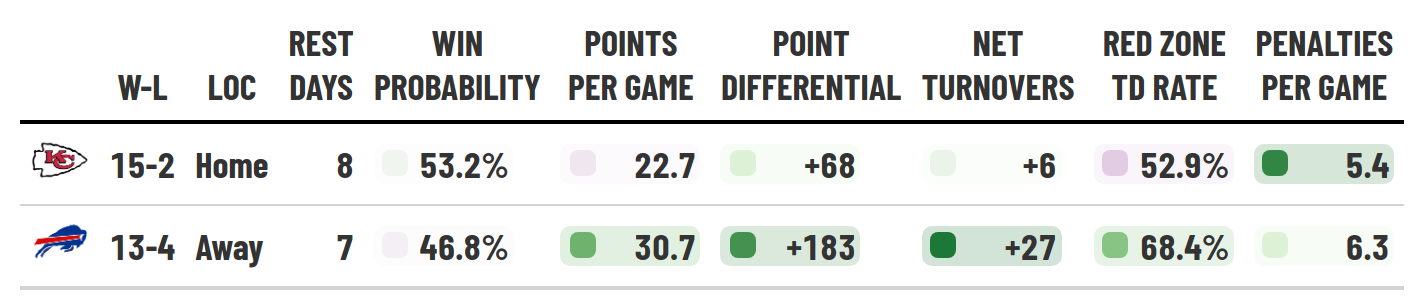 REST WIN POINTS POINT NET RED ZONE PENALTIES
W-L LOC DAYS PROBABILITY PER GAME DIFFERENTIAL TURNOVERS TD RATE PER GAME
KC 15-2 Home 8 53.2% 22.7 +68 +6 52.9% 5.4
13-4 Away 7 46.8% 30.7 +183 +27 68.4% 6.3